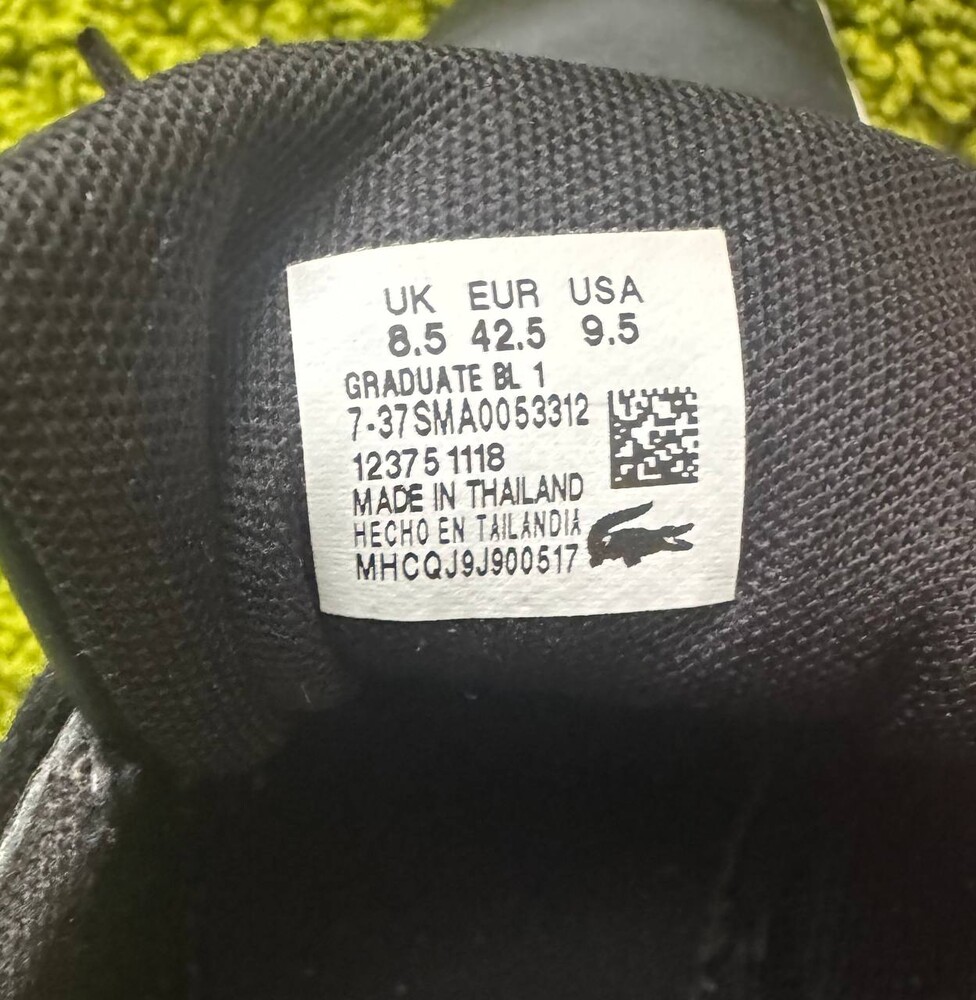 UK EUR USA
8.5 42.5 9.5
GRADUATE BL 1
7-37SMA0053312
12375 1118
MADE IN THAILAND
HECHO EN TAILANDIA
MHCQJ9J900517